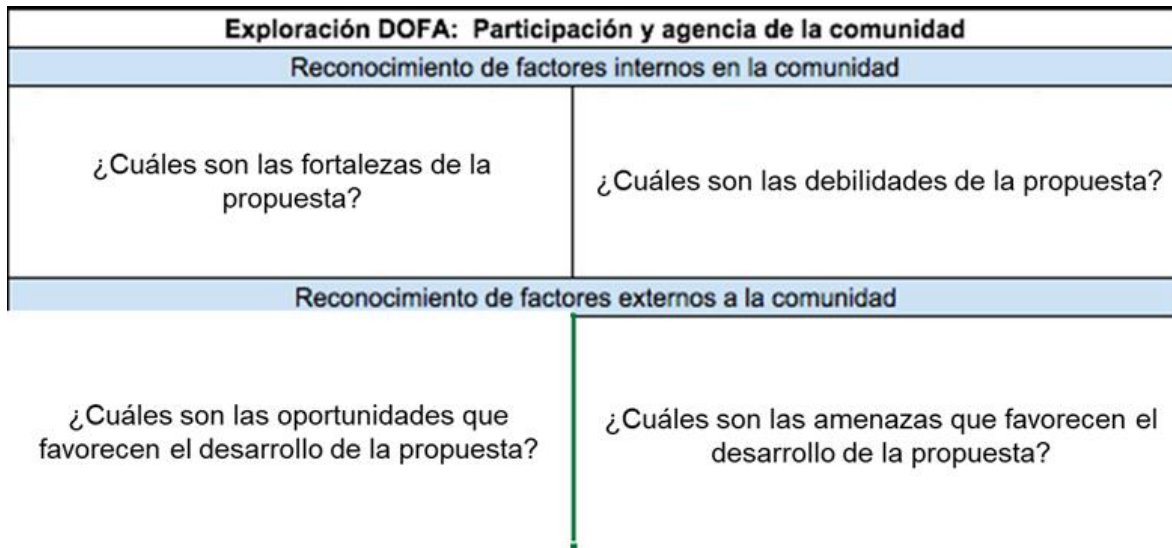 Exploración DOFA: Participación y agencia de la comunidad
Reconocimiento de factores internos en la comunidad
¿Cuáles son las fortalezas de la
propuesta?
¿Cuáles son las debilidades de la propuesta?
Reconocimiento de factores externos a la comunidad
¿Cuáles son las oportunidades que
favorecen el desarrollo de la propuesta?
¿Cuáles son las amenazas que favorecen el
desarrollo de la propuesta?